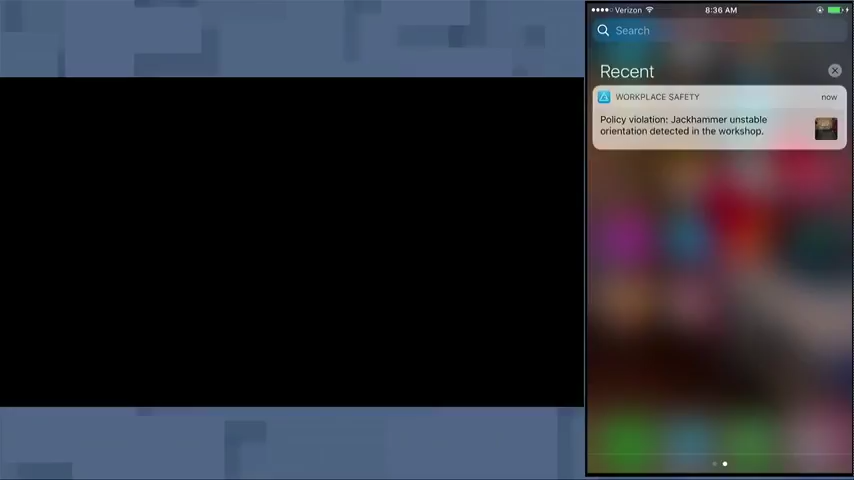 Verizon 8:36 AM
Search
Recent
WORKPLACE SAFETY now
Policy violation: Jackhammer unstable
orientation detected in the workshop.